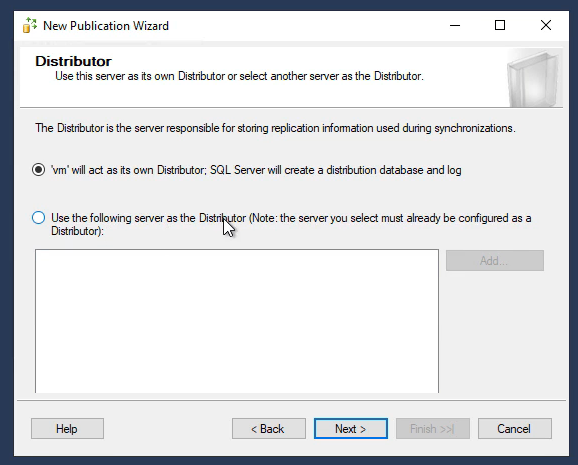 New Publication Wizard
Distributor
Use this server as its own Distributor or select another server as the Distributor.
The Distributor is the server responsible for storing replication information used during synchronizations.
'vm' will act as its own Distributor; SQL Server will create a distribution database and log
Use the following server as the Distributor (Note: the server you select must already be configured as a
Distributor):
Add...
Help
< Back
Next >
Finish >>|
Cancel